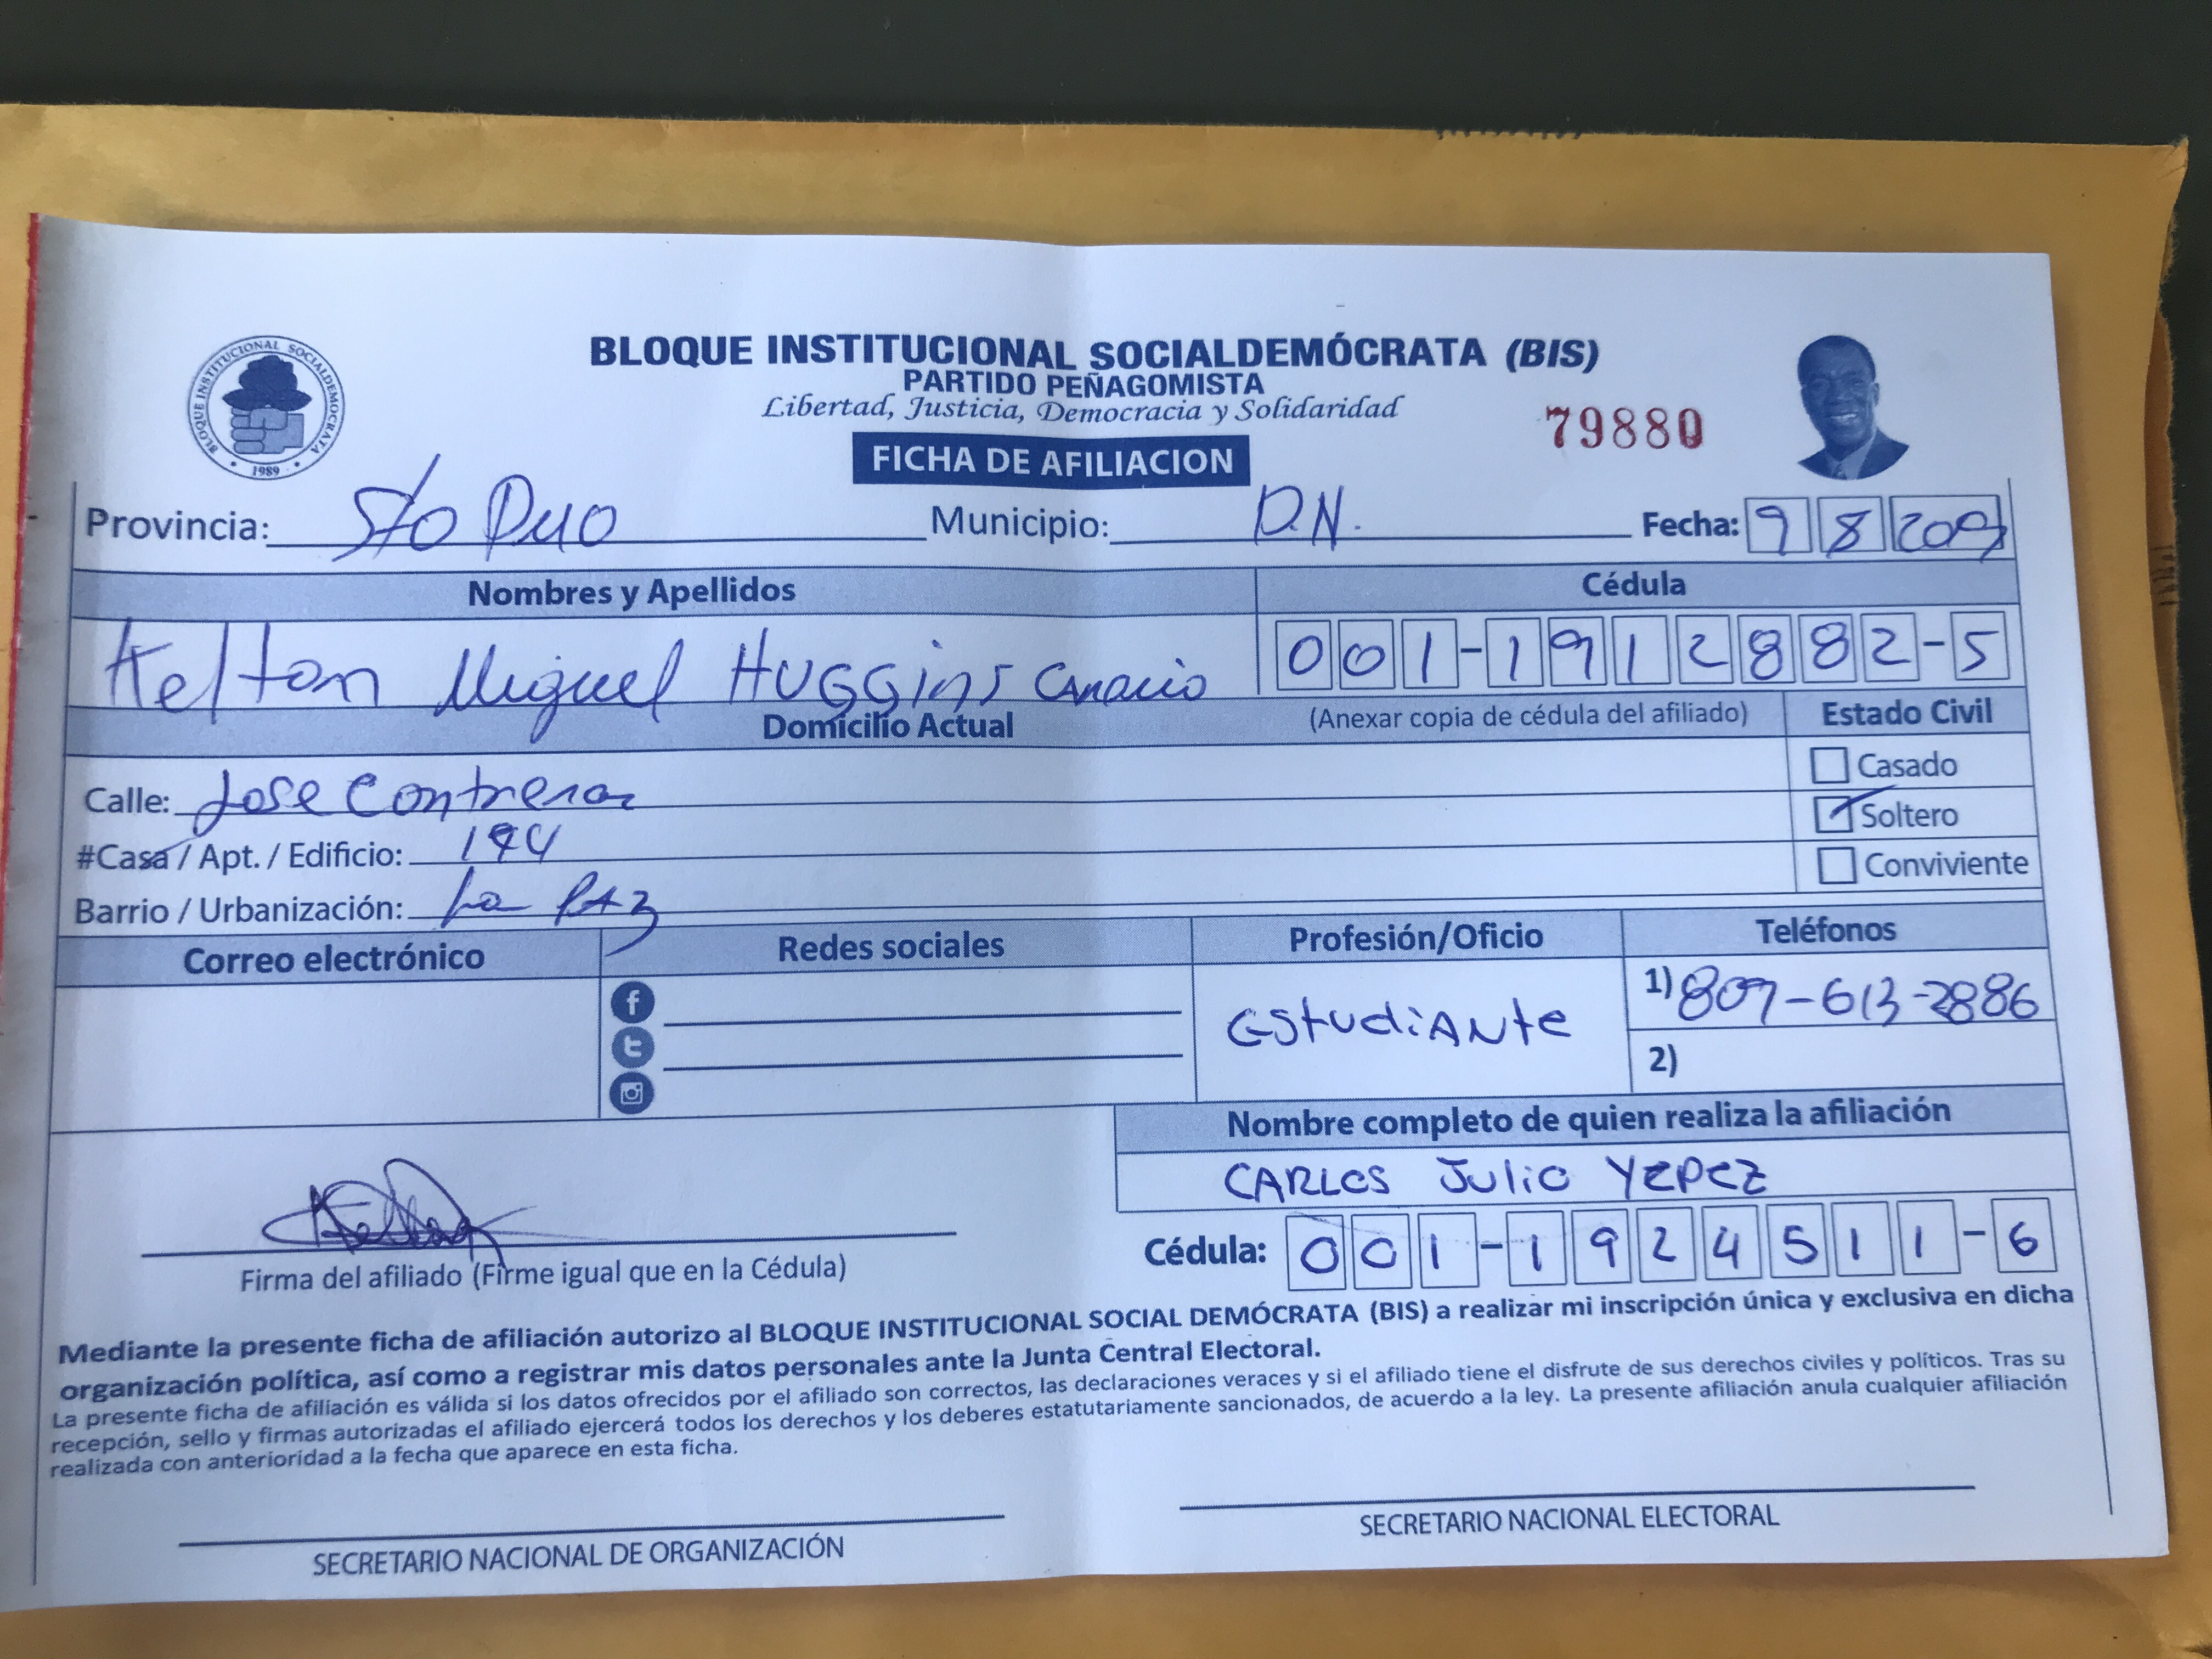 BLOQUE INSTITUCIONAL SOCIALDEMÓCRATA (BIS)
PARTIDO PEÑAGOMISTA
Libertad, Justicia, Democracia y Solidaridad
BLOQUE INSTITUCIONAL SOCIALDEMÓCRATA
• 1989 •
79880
FICHA DE AFILIACION
Provincia: Sto Dgo Municipio: D.N. Fecha: 9 8
Nombres y Apellidos Cédula
Kelton Miguel HUGGins 001-1912882-5
Domicilio Actual (Anexar copia de cédula del afiliado) Estado Civil
Casado
Calle: Jose Contreras
Soltero
#Casa / Apt. / Edificio: 194
Conviviente
Barrio / Urbanización: La PAz
Correo electrónico Redes sociales Profesión/Oficio Teléfonos
1) 809-613-2886
EstudiANte
2)
Nombre completo de quien realiza la afiliación
CARLOS Julio YEPEZ
Cédula: 001-1924511-6
Firma del afiliado (Firme igual que en la Cédula)
Mediante la presente ficha de afiliación autorizo al BLOQUE INSTITUCIONAL SOCIAL DEMÓCRATA (BIS) a realizar mi inscripción única y exclusiva en dicha
organización política, así como a registrar mis datos personales ante la Junta Central Electoral.
La presente ficha de afiliación es válida si los datos ofrecidos por el afiliado son correctos, las declaraciones veraces y si el afiliado tiene el disfrute de sus derechos civiles y políticos. Tras su
recepción, sello y firmas autorizadas el afiliado ejercerá todos los derechos y los deberes estatutariamente sancionados, de acuerdo a la ley. La presente afiliación anula cualquier afiliación
realizada con anterioridad a la fecha que aparece en esta ficha.
SECRETARIO NACIONAL DE ORGANIZACIÓN SECRETARIO NACIONAL ELECTORAL